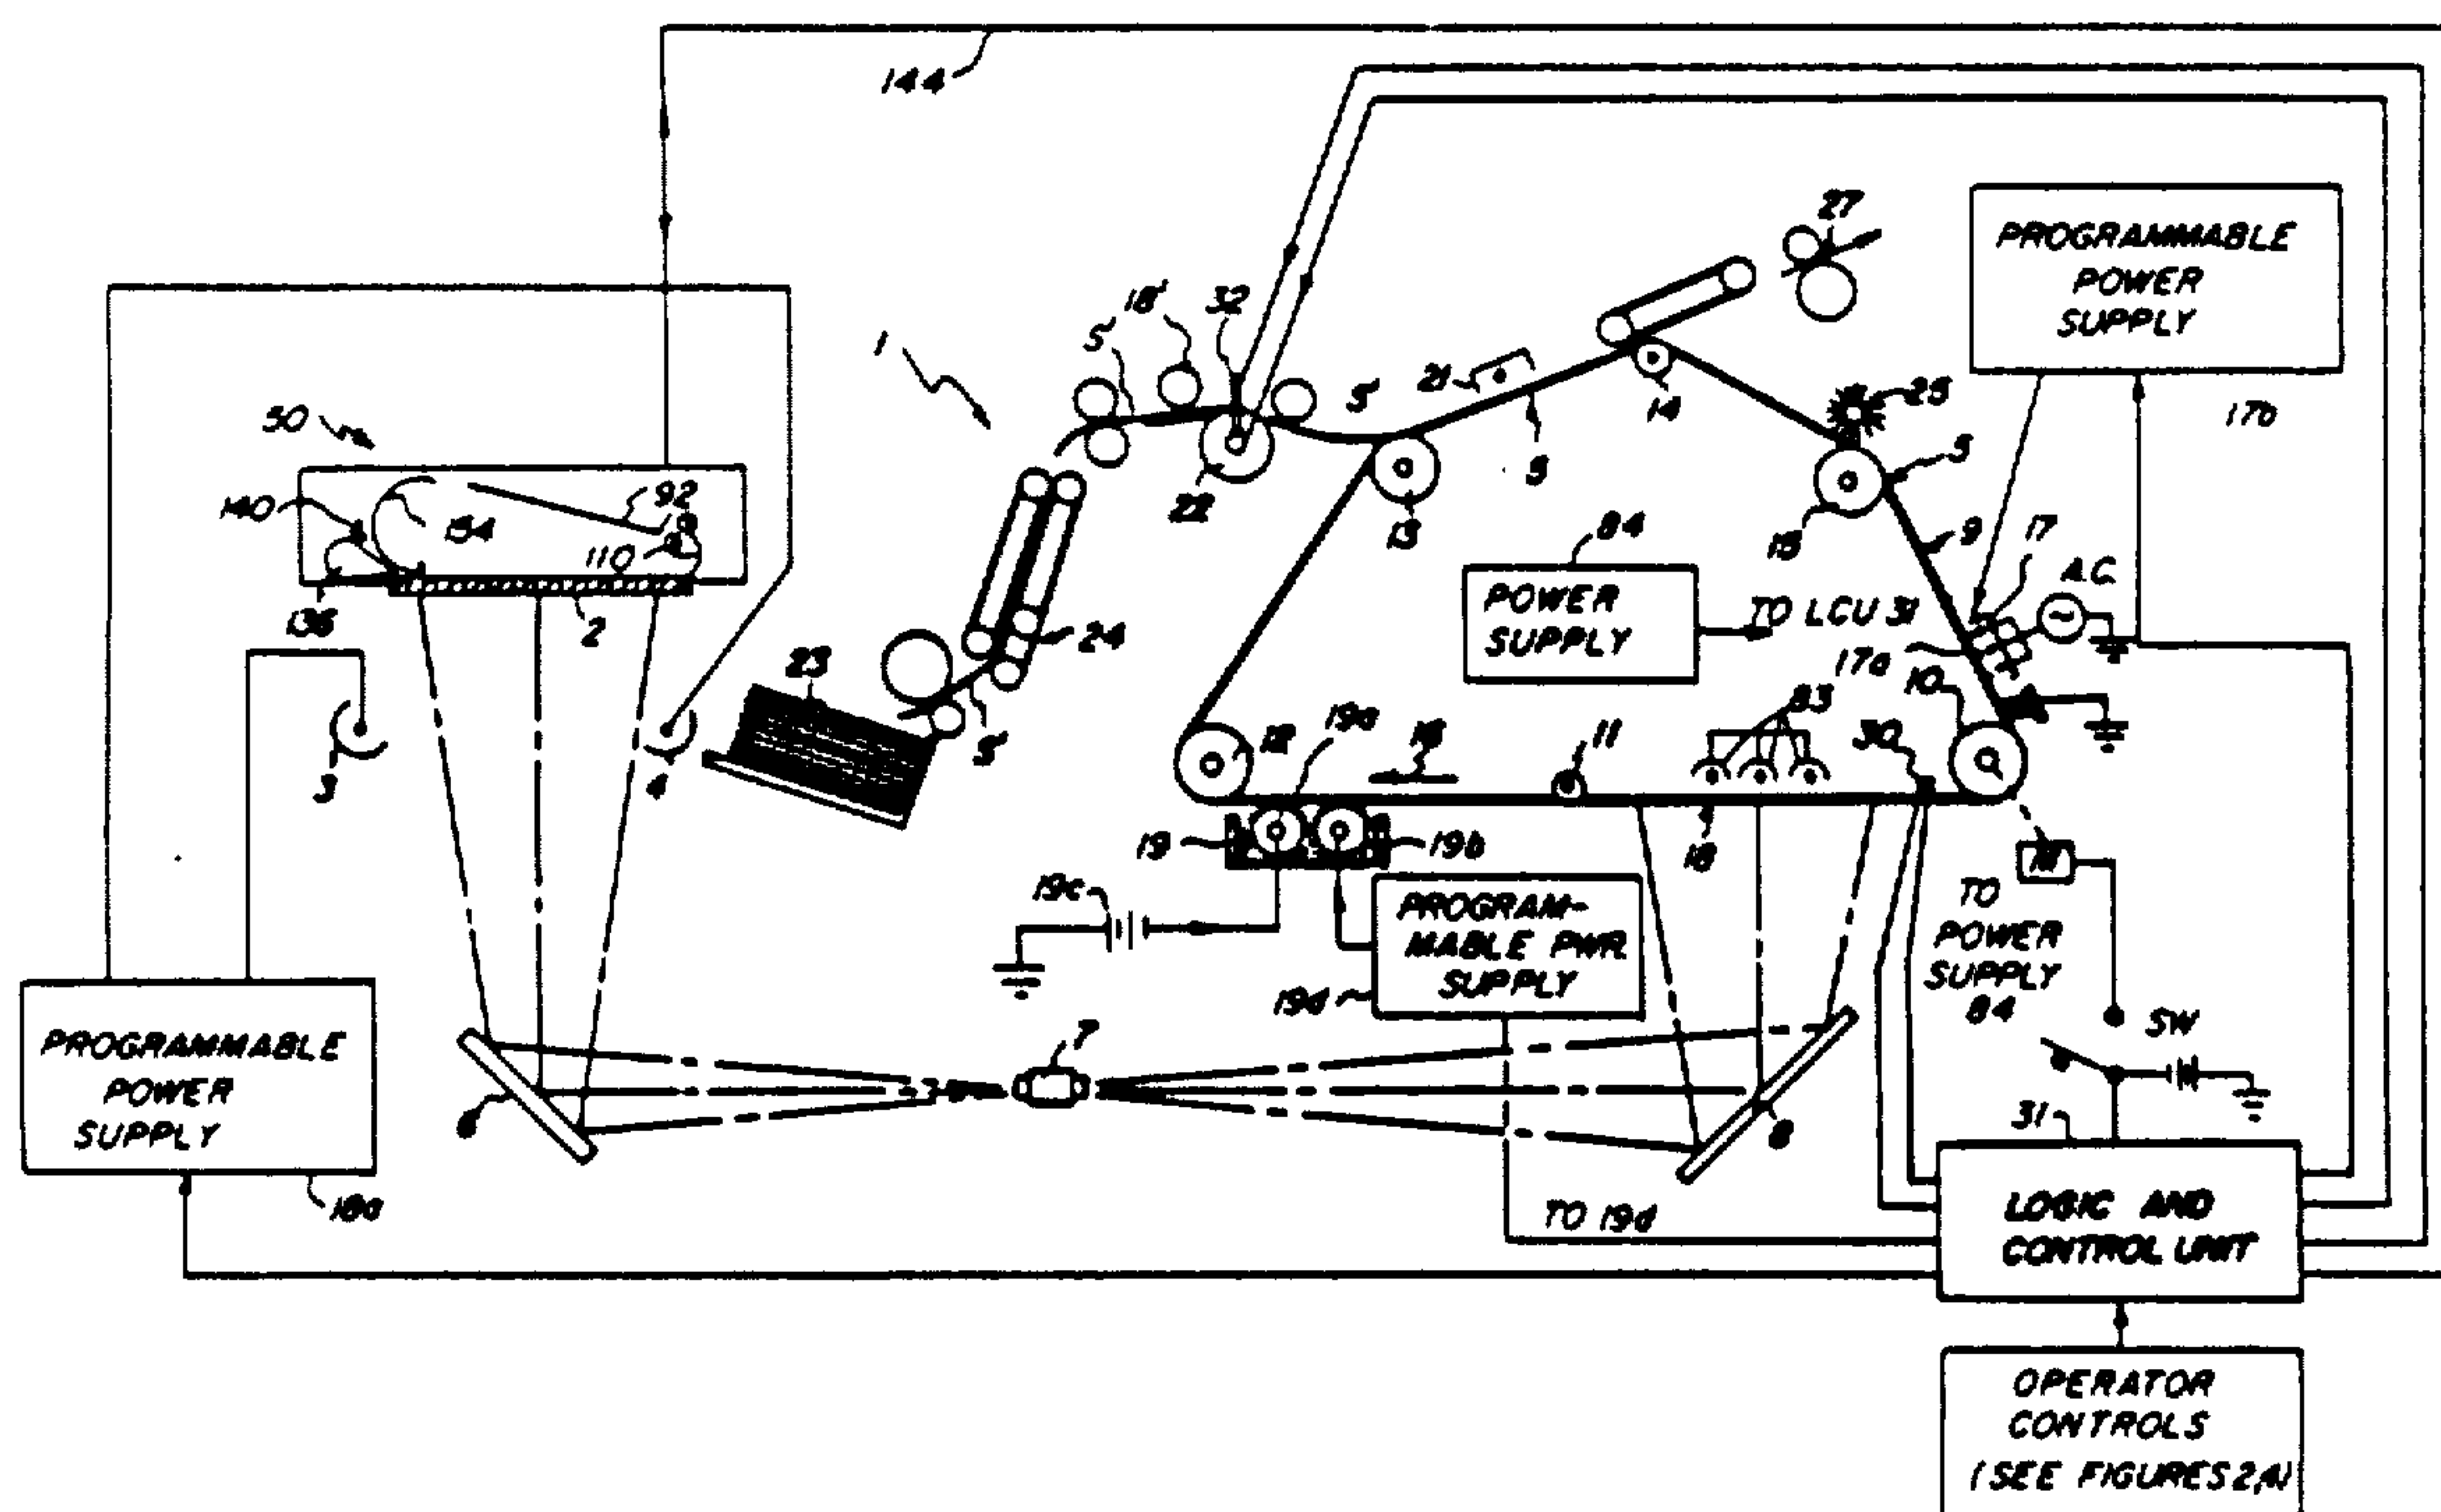 144
27
PROGRAMMABLE
POWER
SUPPLY
17b
18'
32
5'
1
21
5'
14
25
5
50
22
13
5
15
9
17
A.C.
140
92
154
110
136
2
84
POWER
SUPPLY
TO LCU 31
17a
10
24
23
5'
3
4
12
19a
11
83
30
19
19b
18
M
19c
PROGRAM-
MABLE PWR
SUPPLY
19d
TO
POWER
SUPPLY
84
SW
7
6
8
PROGRAMMABLE
POWER
SUPPLY
18a
31
TO 19d
LOGIC AND
CONTROL UNIT
OPERATOR
CONTROLS
(SEE FIGURES 2,4)